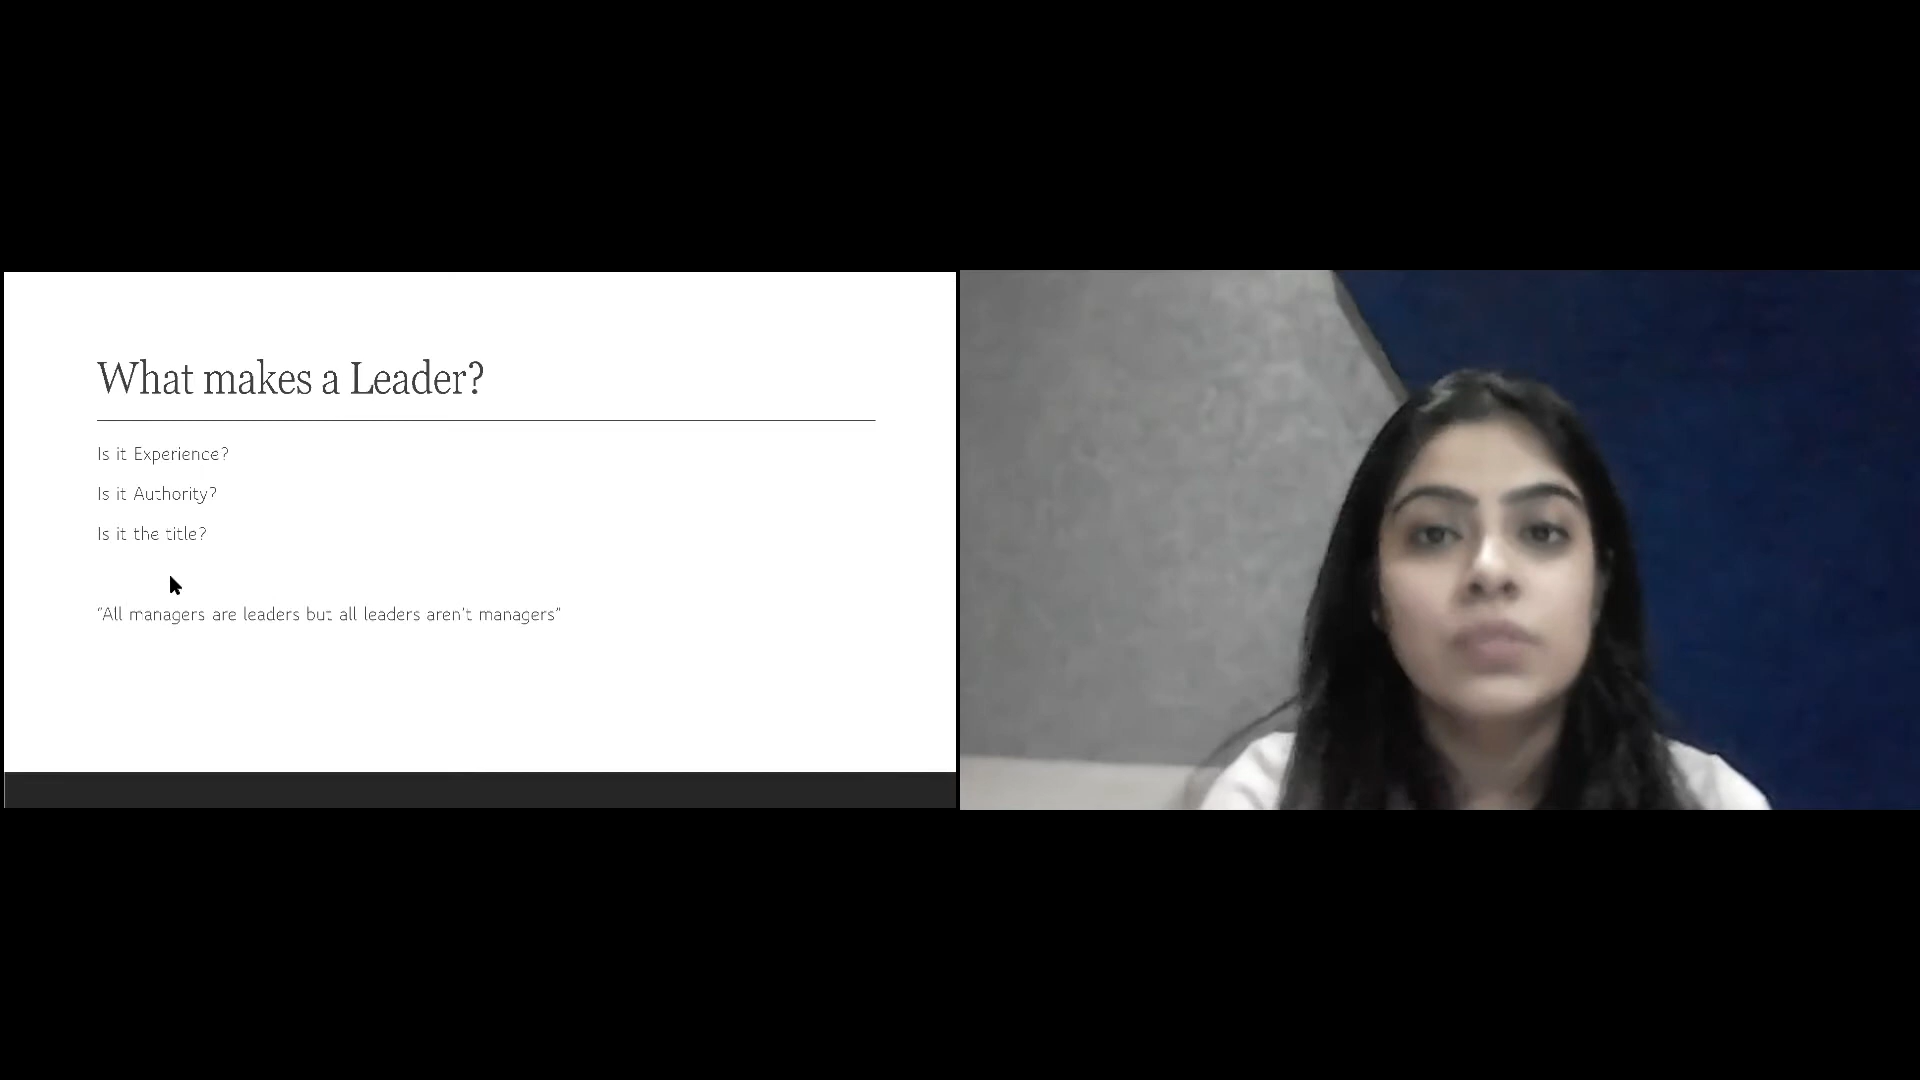 What makes a Leader?
Is it Experience?
Is it Authority?
Is it the title?
“All managers are leaders but all leaders aren't managers”